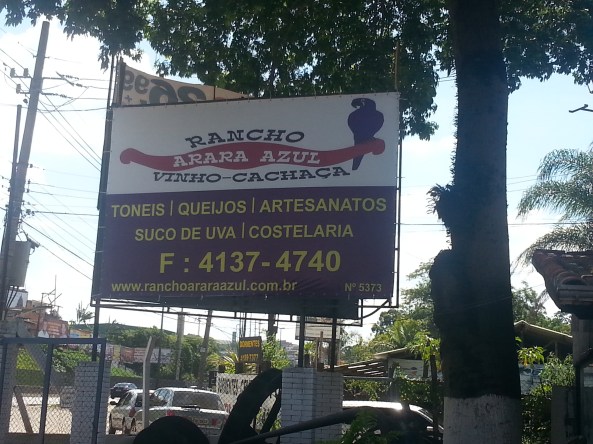 RANCHO
ARARA AZUL
VINHO-CACHAÇA
TONEIS | QUEIJOS | ARTESANATOS
SUCO DE UVA | COSTELARIA
F : 4137-4740
www.ranchoararaazul.com.br Nº 5373
DORMENTES